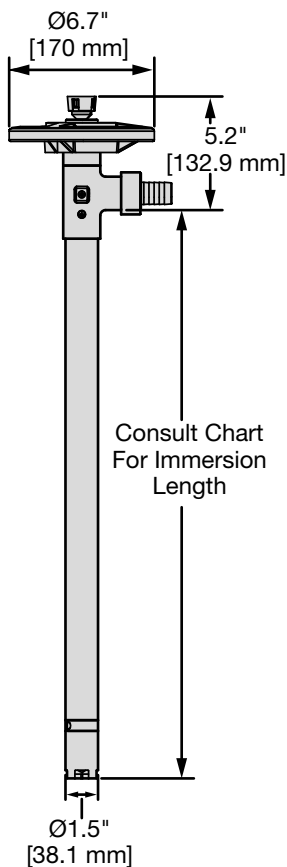 Ø6.7"
[170 mm]
5.2"
[132.9 mm]
Consult Chart
For Immersion
Length
Ø1.5"
[38.1 mm]